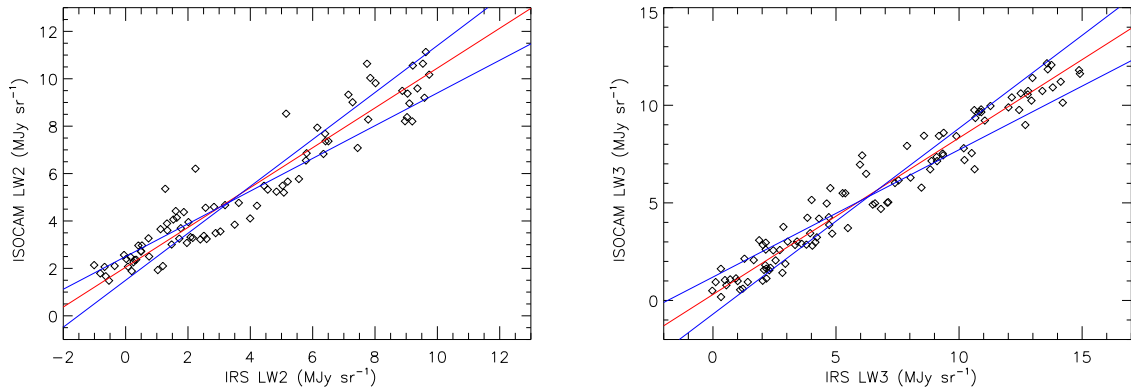 12
10
8
6
4
2
0
ISOCAM LW2 (MJy sr⁻¹)
−2 0 2 4 6 8 10 12
IRS LW2 (MJy sr⁻¹)
15
10
5
0
ISOCAM LW3 (MJy sr⁻¹)
0 5 10 15
IRS LW3 (MJy sr⁻¹)